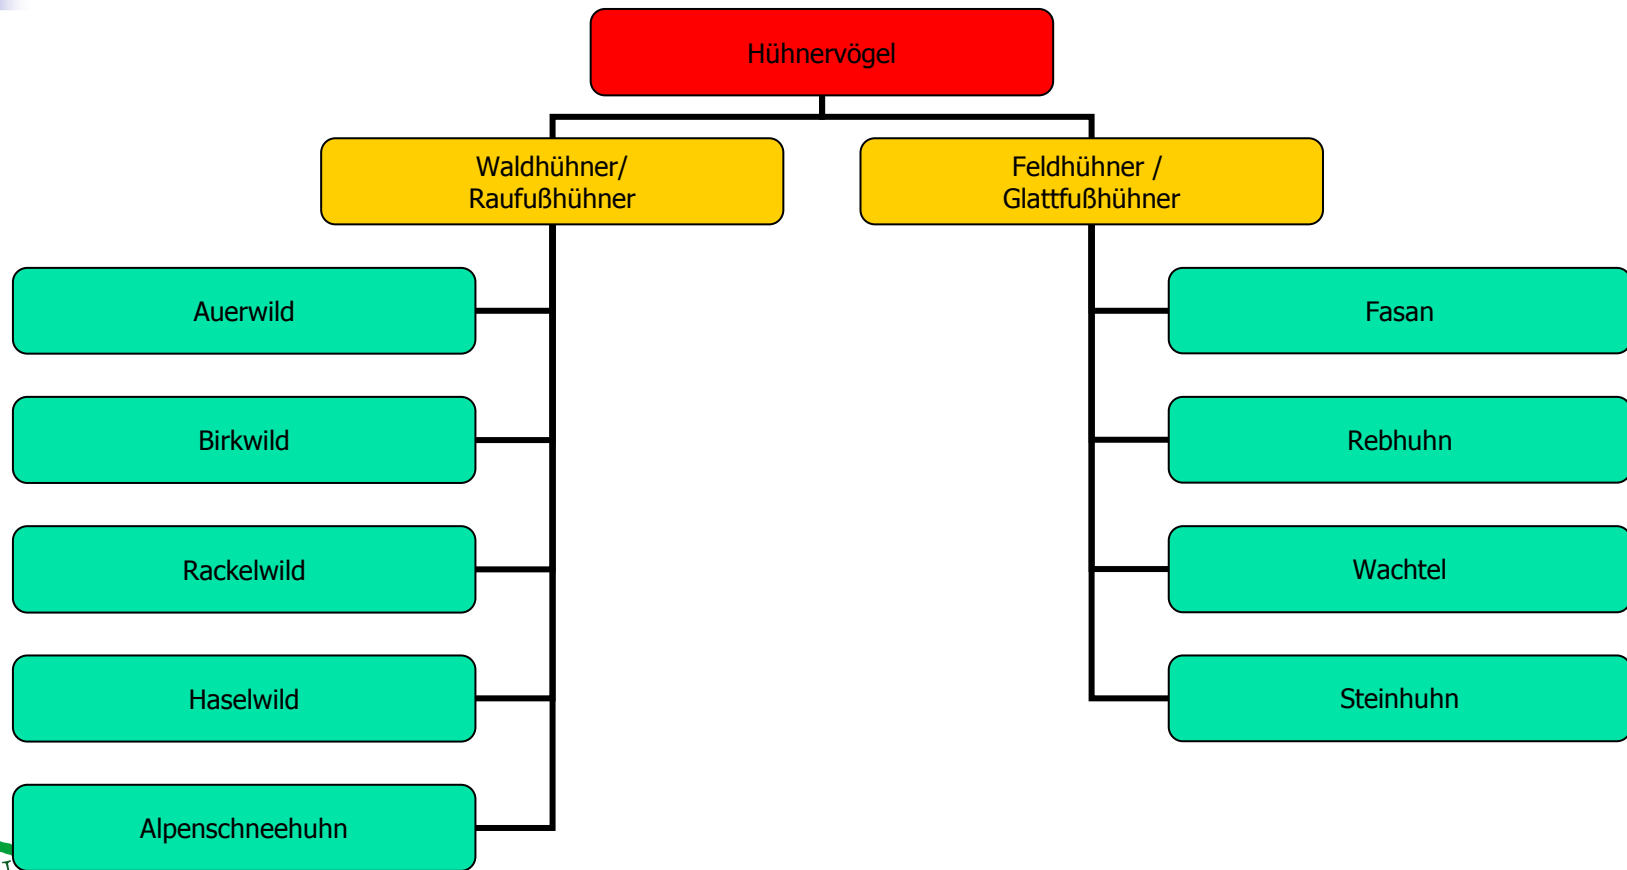 Hühnervögel
Waldhühner/
Raufußhühner
Feldhühner /
Glattfußhühner
Auerwild
Birkwild
Rackelwild
Haselwild
Alpenschneehuhn
Fasan
Rebhuhn
Wachtel
Steinhuhn